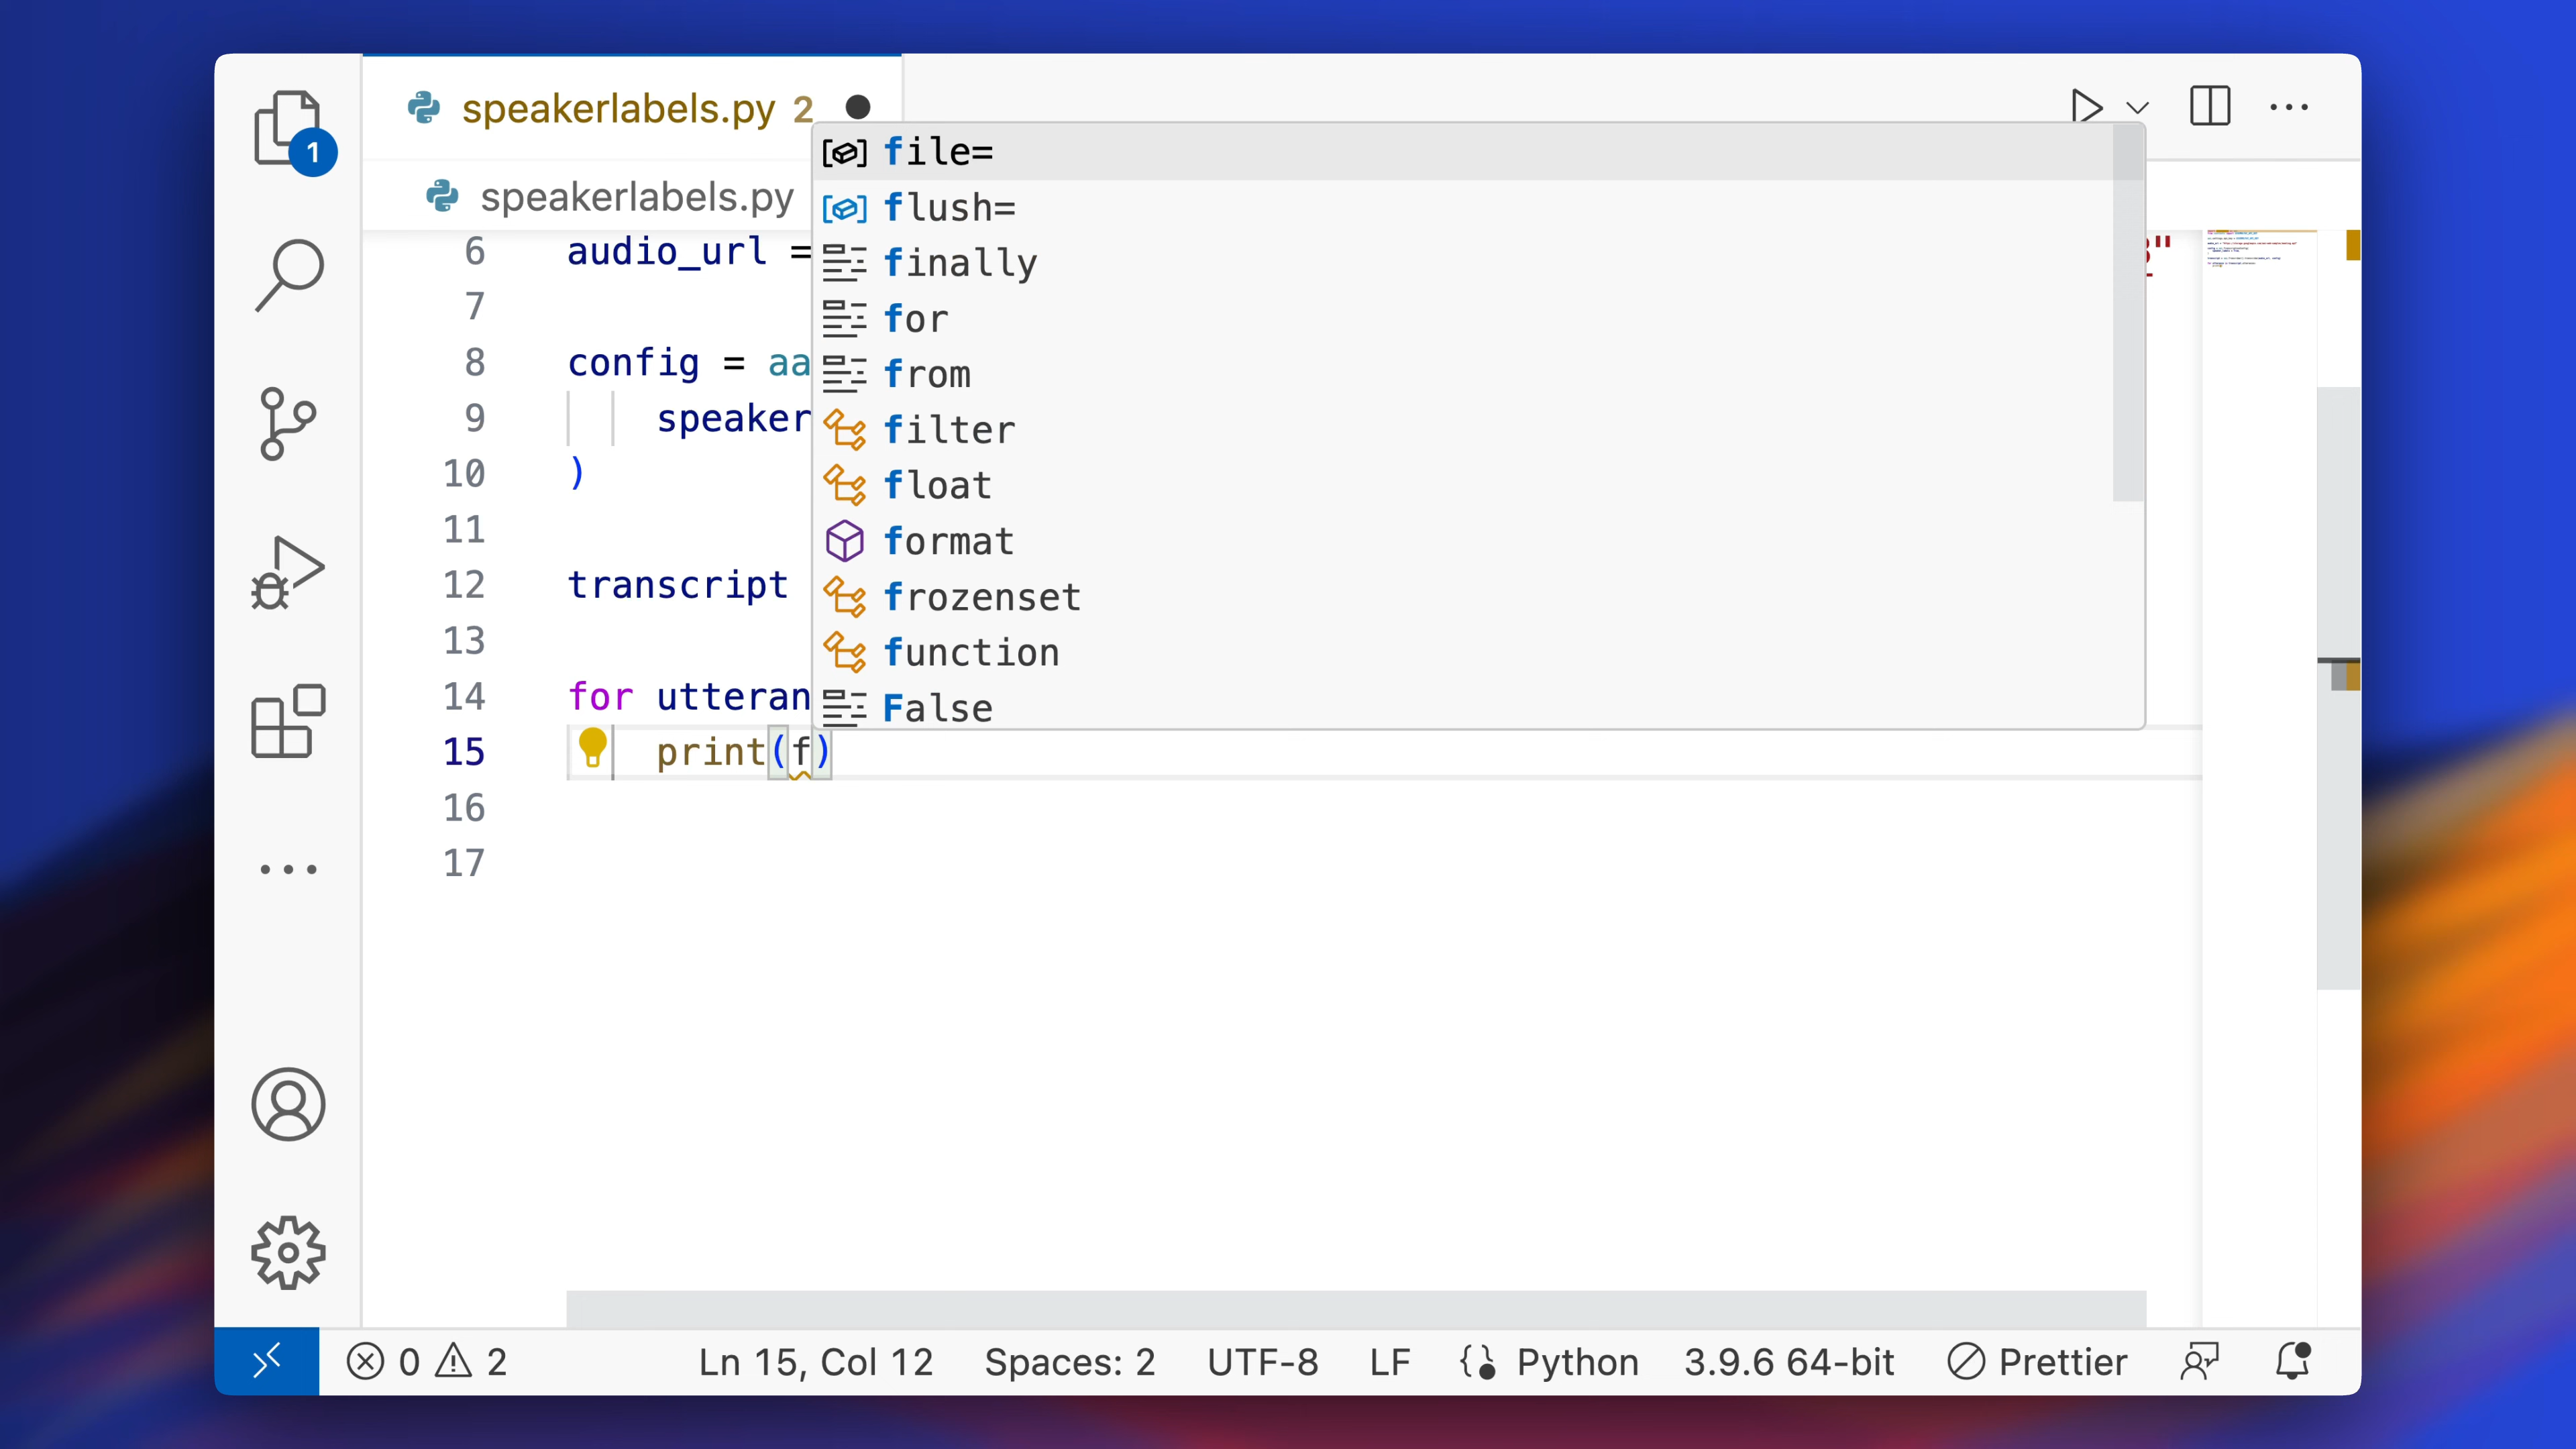 speakerlabels.py 2
1
speakerlabels.py
file=
flush=
finally
for
from
filter
float
format
frozenset
function
False
6 audio_url =
7
8 config = aa
9 speaker
10 )
11
12 transcript
13
14 for utteran
15 print(f)
16
17
0 2 Ln 15, Col 12 Spaces: 2 UTF-8 LF Python 3.9.6 64-bit Prettier